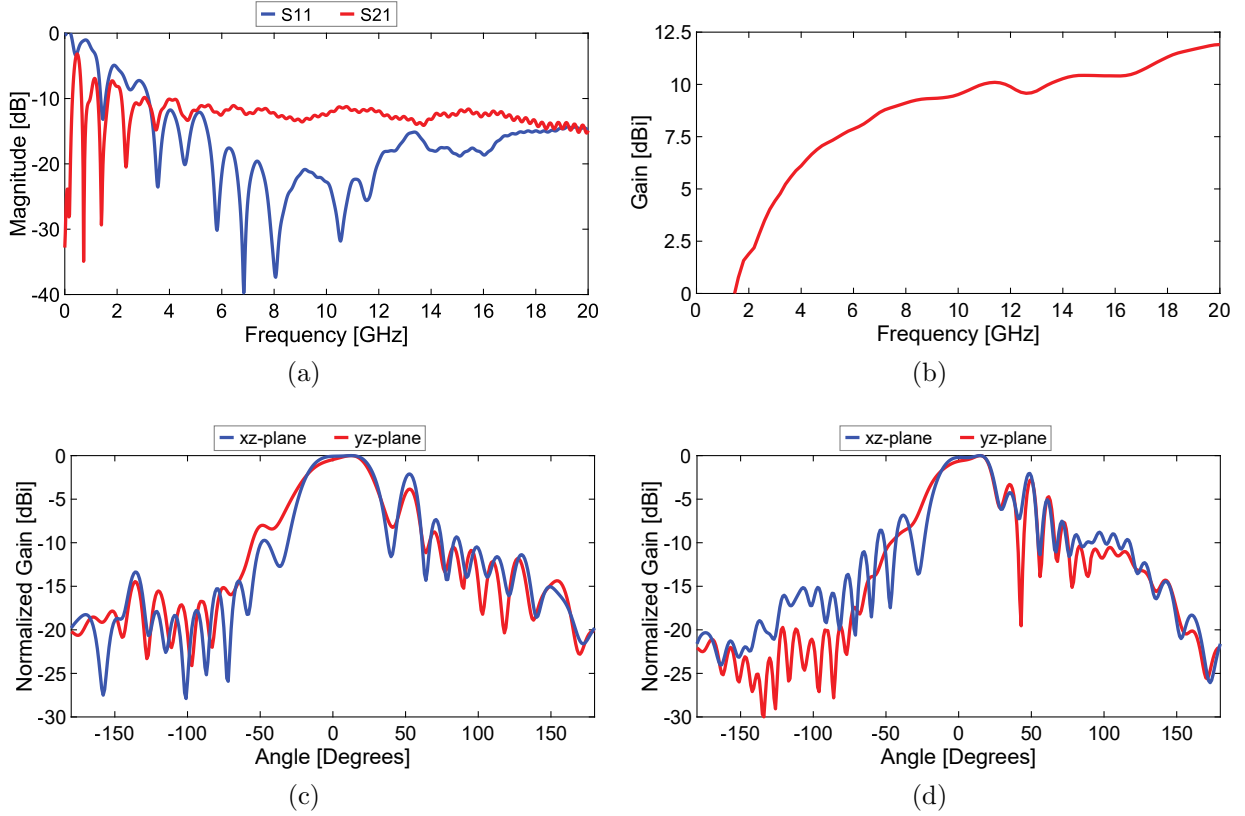 S11 S21
0
-10
-20
-30
-40
Magnitude [dB]
0 2 4 6 8 10 12 14 16 18 20
Frequency [GHz]
(a)
12.5
10
7.5
5
2.5
0
Gain [dBi]
0 2 4 6 8 10 12 14 16 18 20
Frequency [GHz]
(b)
xz-plane yz-plane
0
-5
-10
-15
-20
-25
-30
Normalized Gain [dBi]
-150 -100 -50 0 50 100 150
Angle [Degrees]
(c)
xz-plane yz-plane
0
-5
-10
-15
-20
-25
-30
Normalized Gain [dBi]
-150 -100 -50 0 50 100 150
Angle [Degrees]
(d)